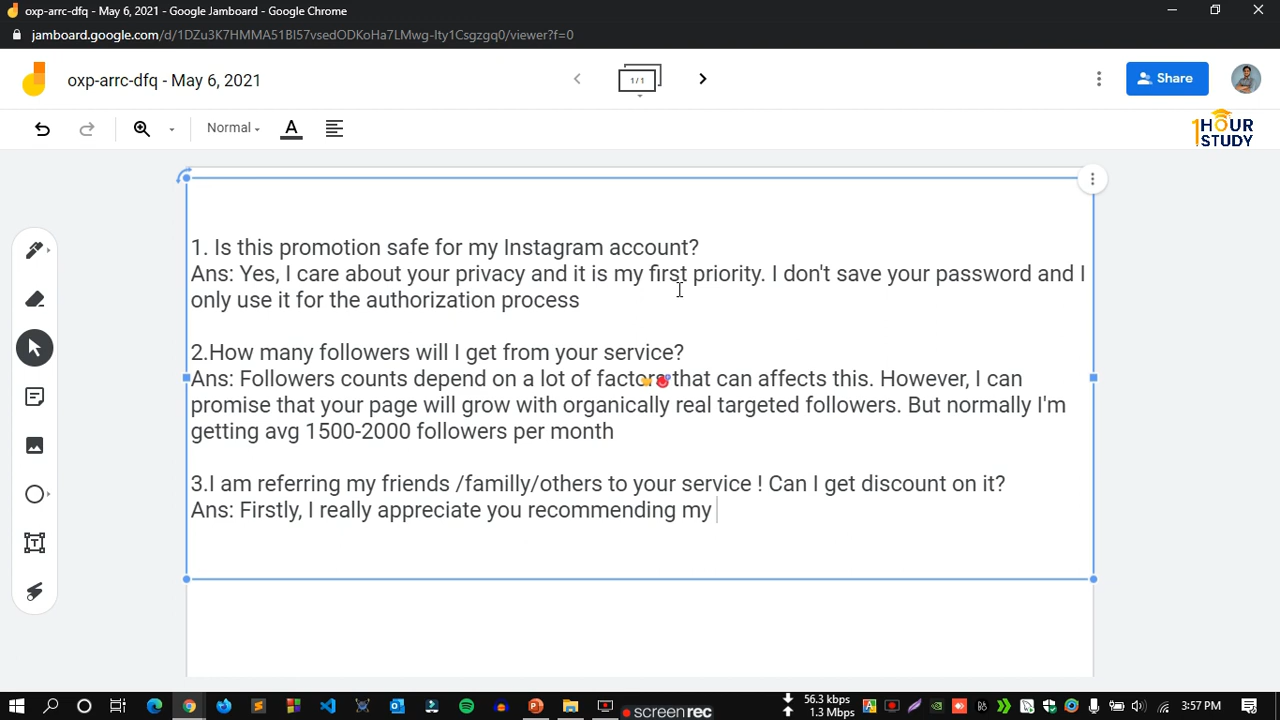 oxp-arrc-dfq - May 6, 2021 - Google Jamboard - Google Chrome
jamboard.google.com/d/1DZu3K7HMMA51BI57vsedODKoHa7LMwg-Ity1Csgzgq0/viewer?f=0
oxp-arrc-dfq - May 6, 2021
1/1
Share
Normal
1HOUR
STUDY
1. Is this promotion safe for my Instagram account?
Ans: Yes, I care about your privacy and it is my first priority. I don't save your password and I
only use it for the authorization process
2.How many followers will I get from your service?
Ans: Followers counts depend on a lot of factors that can affects this. However, I can
promise that your page will grow with organically real targeted followers. But normally I'm
getting avg 1500-2000 followers per month
3.I am referring my friends /familly/others to your service ! Can I get discount on it?
Ans: Firstly, I really appreciate you recommending my
56.3 kbps
1.3 Mbps
screenrec
3:57 PM